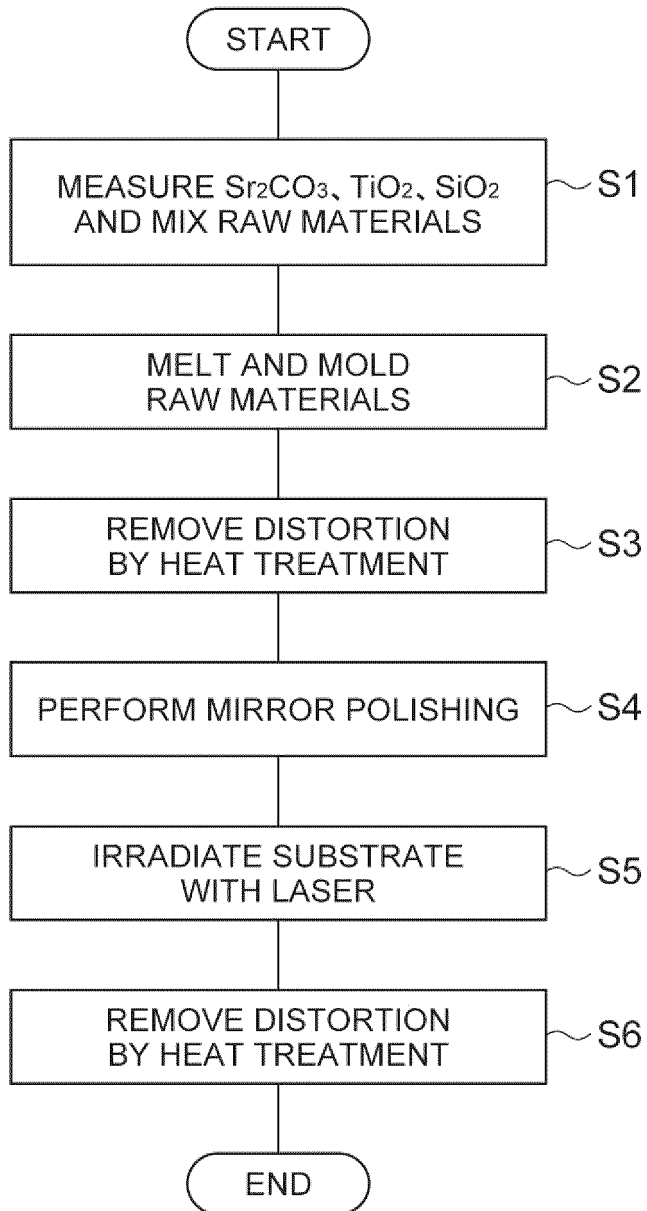 START
MEASURE Sr₂CO₃、TiO₂、SiO₂
AND MIX RAW MATERIALS
S1
MELT AND MOLD
RAW MATERIALS
S2
REMOVE DISTORTION
BY HEAT TREATMENT
S3
PERFORM MIRROR POLISHING
S4
IRRADIATE SUBSTRATE
WITH LASER
S5
REMOVE DISTORTION
BY HEAT TREATMENT
S6
END